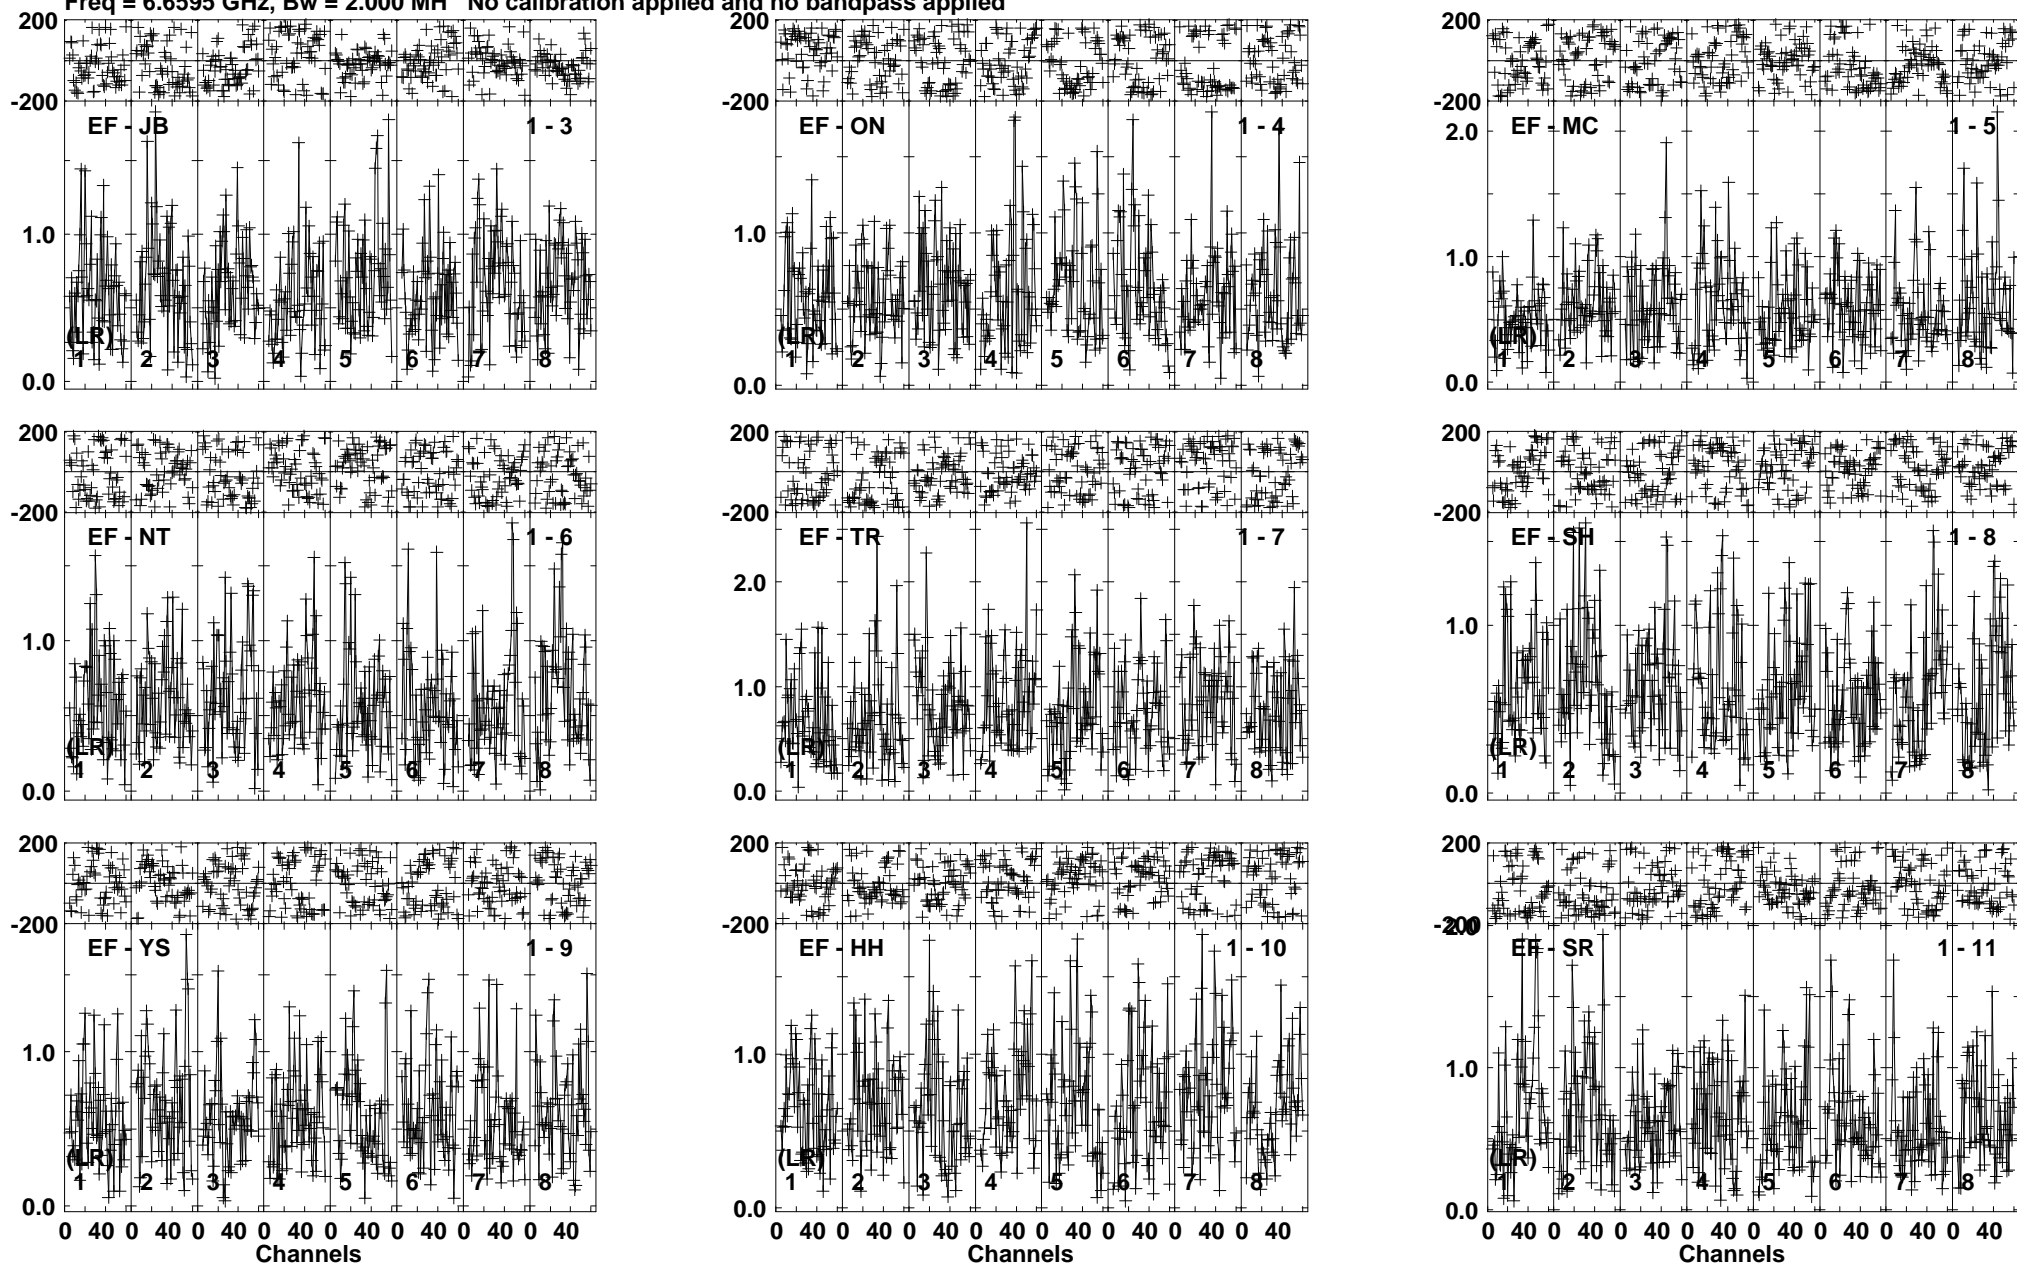 Freq = 6.6595 GHz, Bw = 2.000 MH No calibration applied and no bandpass applied
200 200 200
-200 -200 -200
EF - JB 1 - 3 EF - ON 1 - 4 EF - MC 1 - 5
2.0
1.0 1.0 1.0
(LR) (LR) (LR)
1 2 3 4 5 6 7 8 1 2 3 4 5 6 7 8 1 2 3 4 5 6 7 8
0.0 0.0 0.0
200 200 200
-200 -200 -200
EF - NT 1 - 6 EF - TR 1 - 7 EF - SH 1 - 8
2.0
1.0 1.0 1.0
(LR) (LR) (LR)
1 2 3 4 5 6 7 8 1 2 3 4 5 6 7 8 1 2 3 4 5 6 7 8
0.0 0.0 0.0
200 200 200
-200 -200 -200
2.0
EF - YS 1 - 9 EF - HH 1 - 10 EF - SR 1 - 11
1.0 1.0 1.0
(LR) (LR) (LR)
1 2 3 4 5 6 7 8 1 2 3 4 5 6 7 8 1 2 3 4 5 6 7 8
0.0 0.0 0.0
0 40 0 40 0 40 0 40 0 40 0 40 0 40 0 40 0 40 0 40 0 40 0 40 0 40 0 40 0 40 0 40 0 40 0 40 0 40 0 40 0 40 0 40 0 40 0 40
Channels Channels Channels